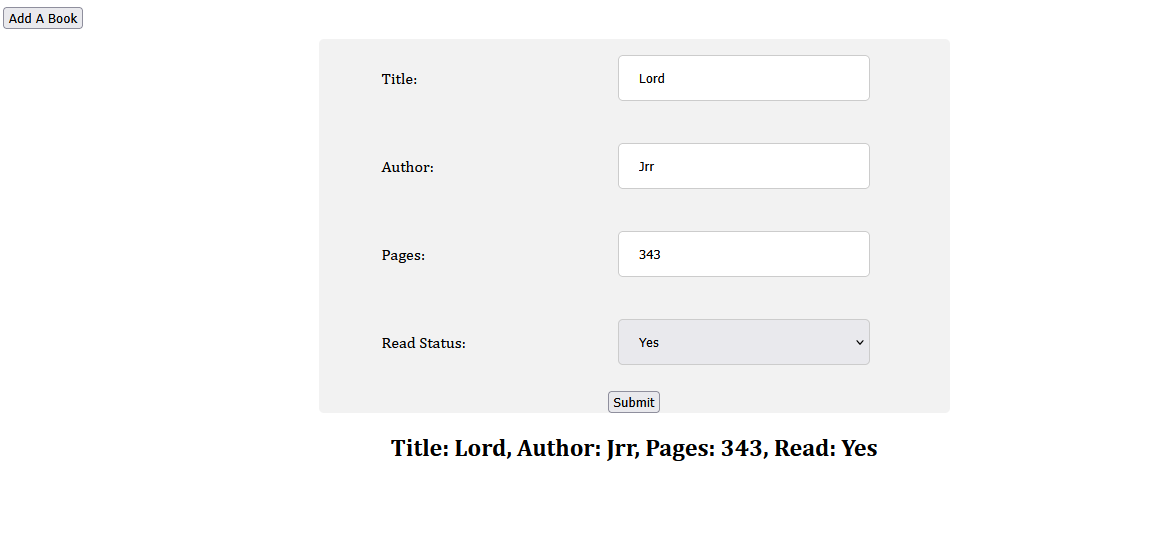 Add A Book
Title: Lord
Author: Jrr
Pages: 343
Read Status: Yes
Submit
Title: Lord, Author: Jrr, Pages: 343, Read: Yes